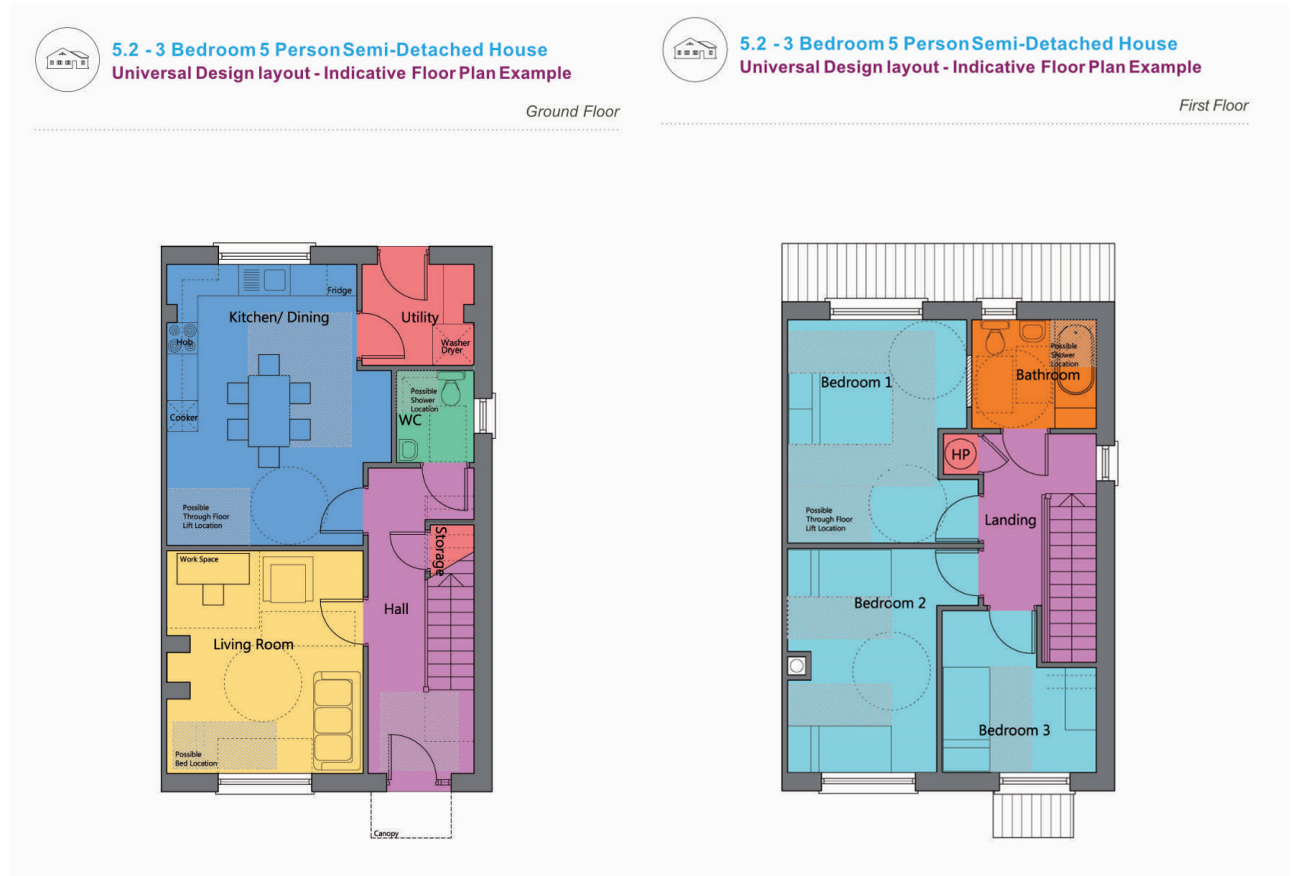 5.2 - 3 Bedroom 5 Person Semi-Detached House
Universal Design layout - Indicative Floor Plan Example
Ground Floor
Fridge
Kitchen/ Dining
Utility
Hob
Washer
Dryer
Possible
Shower
Location
WC
Cooker
Possible
Through Floor
Lift Location
Storage
Work Space
Hall
Living Room
Possible
Bed Location
Canopy
5.2 - 3 Bedroom 5 Person Semi-Detached House
Universal Design layout - Indicative Floor Plan Example
First Floor
Possible
Shower
Location
Bathroom
Bedroom 1
HP
Possible
Through Floor
Lift Location
Landing
Bedroom 2
Bedroom 3